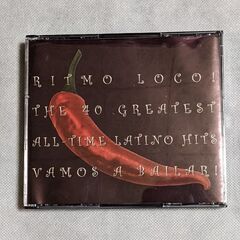 RITMO LOCO!
THE 40 GREATEST
ALL-TIME LATINO HITS
VAMOS A BAILAR!